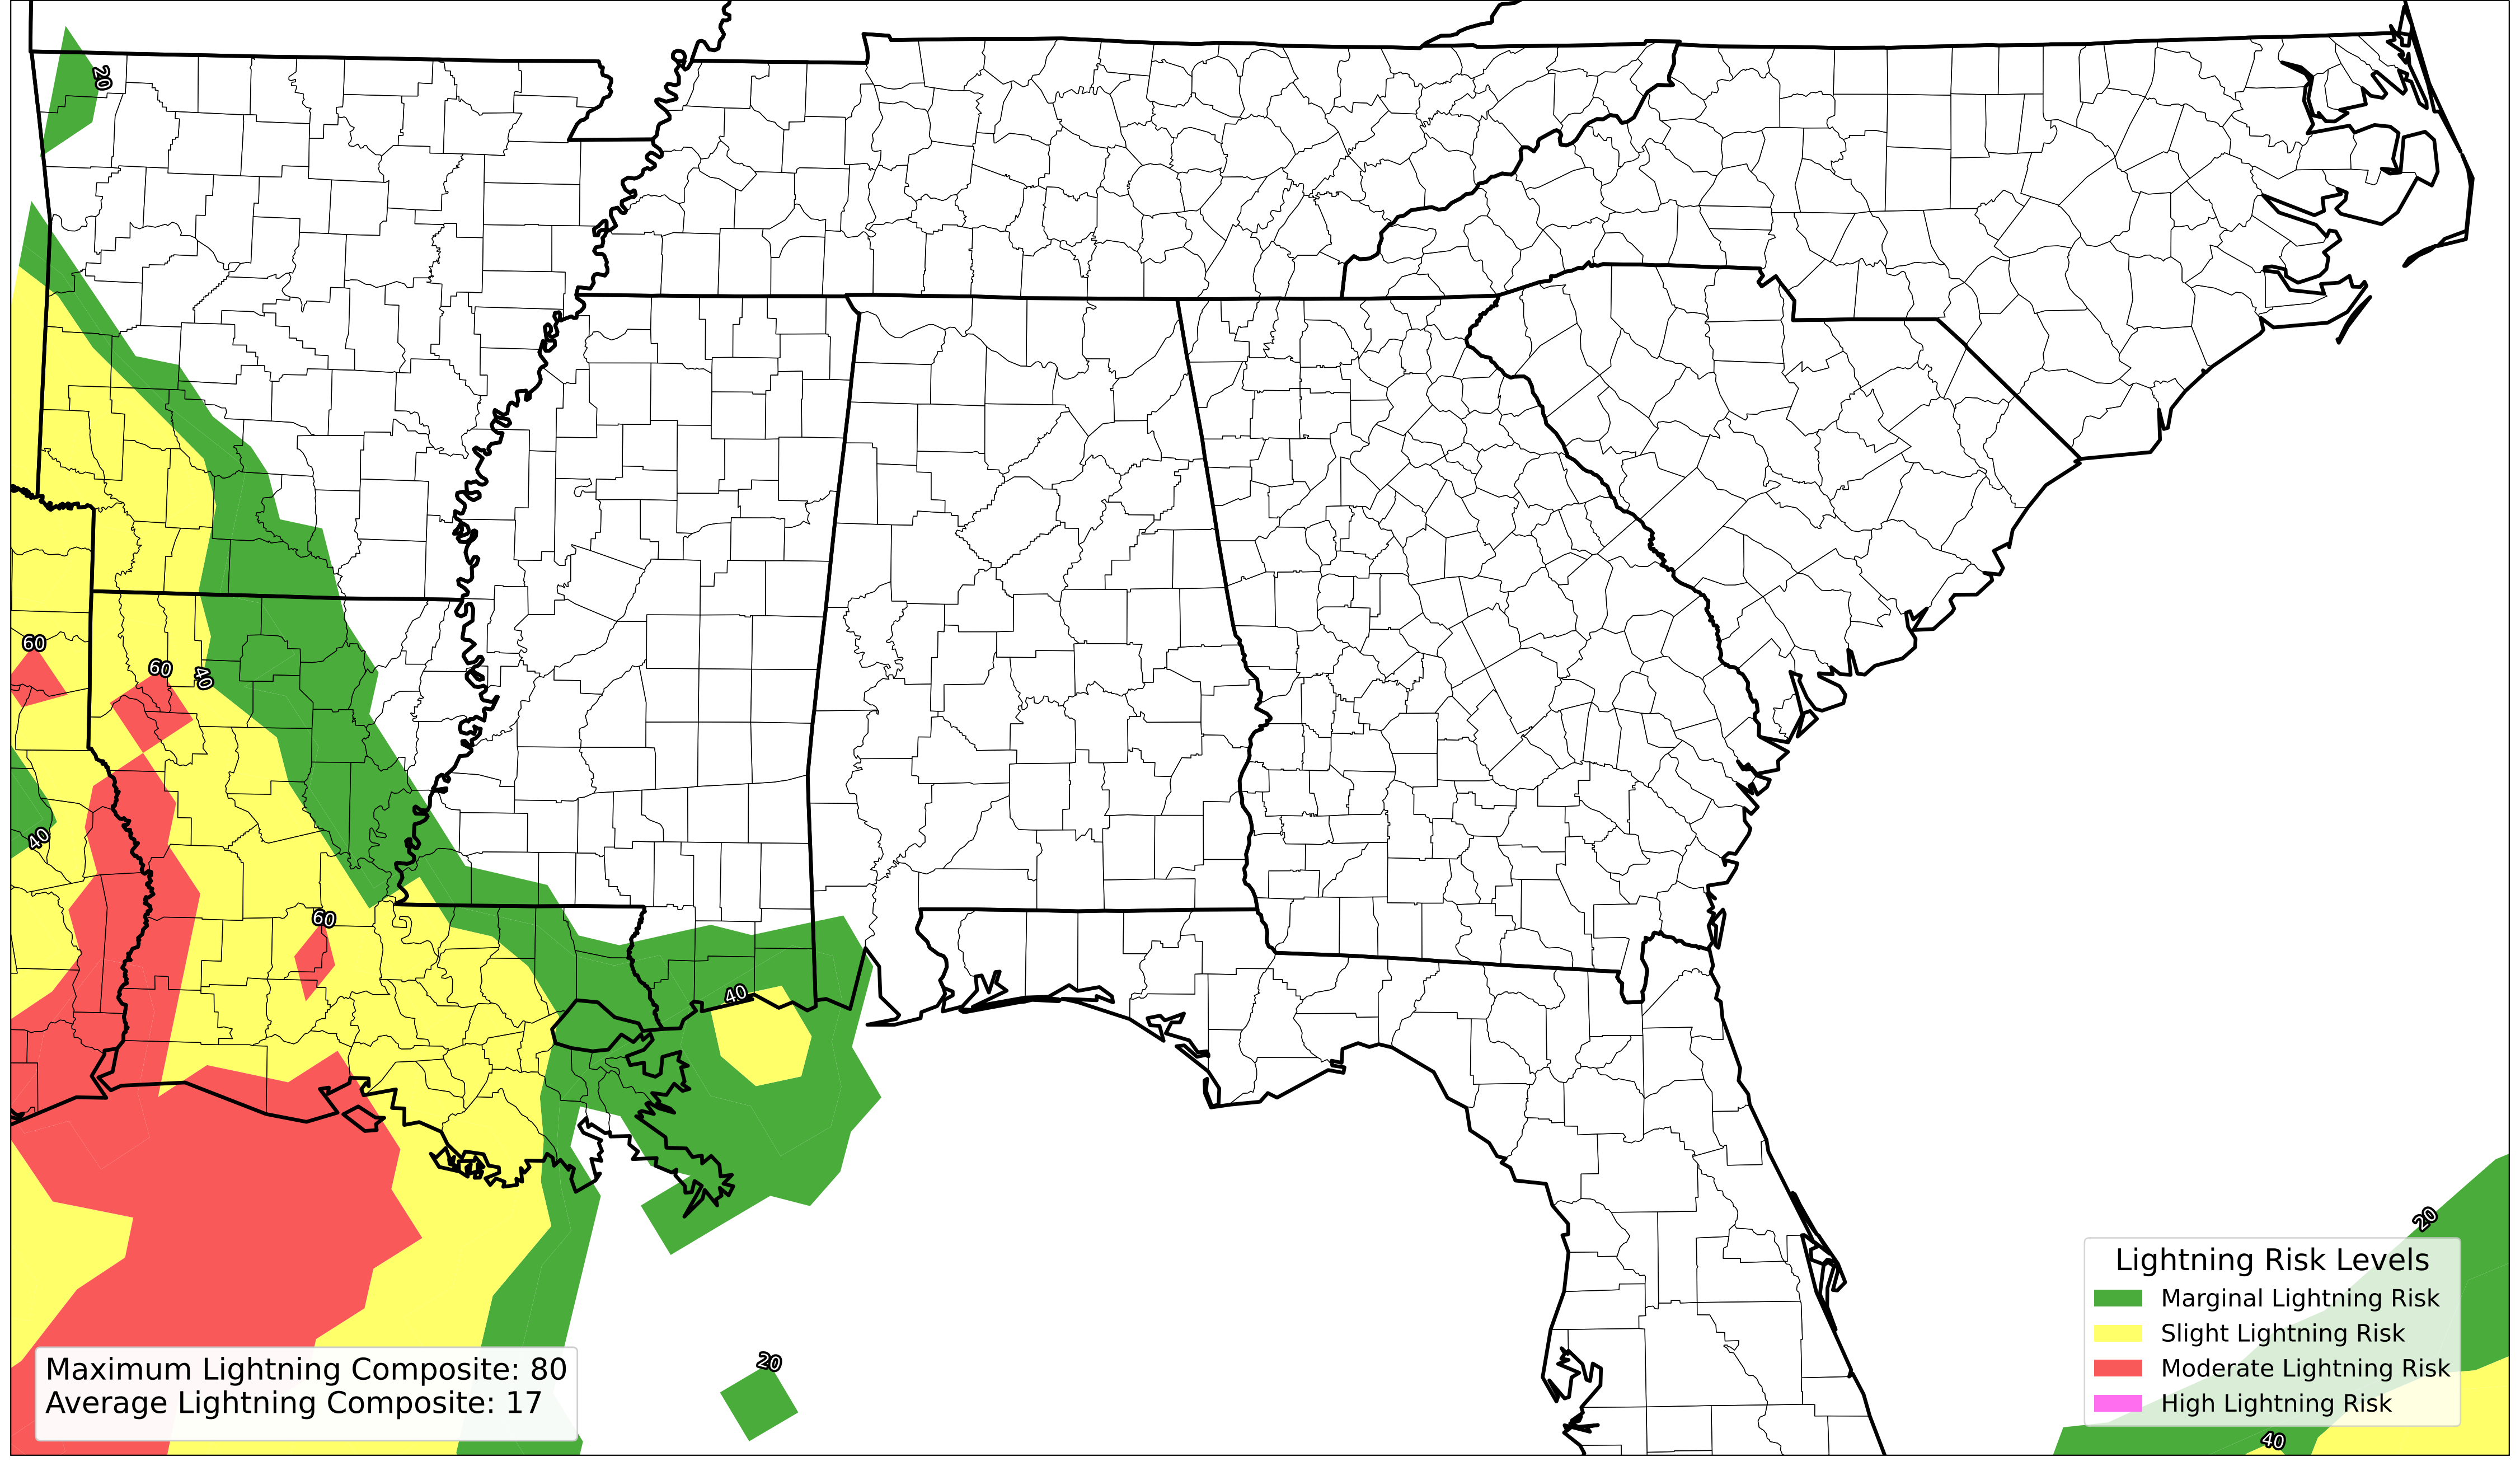 20
60
60
40
40
60
40
20
Lightning Risk Levels
Marginal Lightning Risk
Slight Lightning Risk
Moderate Lightning Risk
High Lightning Risk
Maximum Lightning Composite: 80
Average Lightning Composite: 17
20
40